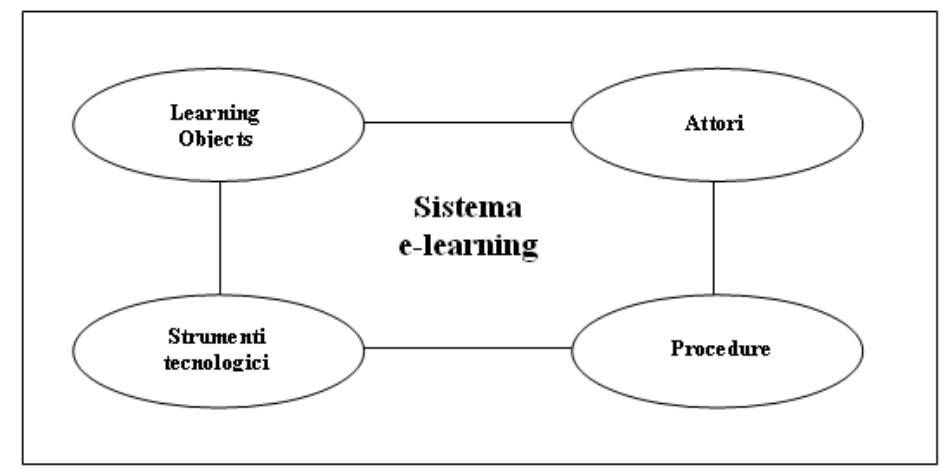 Learning
Objects
Attori
Sistema
e-learning
Strumenti
tecnologici
Procedure